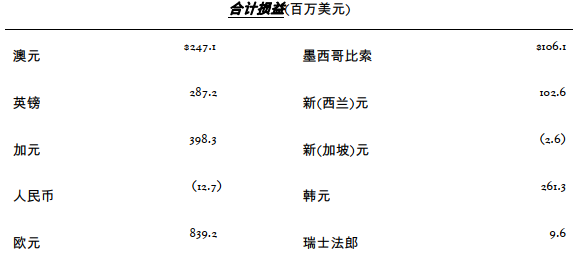 合计损益(百万美元)
澳元 $247.1 墨西哥比索 $106.1
英镑 287.2 新(西兰)元 102.6
加元 398.3 新(加坡)元 (2.6)
人民币 (12.7) 韩元 261.3
欧元 839.2 瑞士法郎 9.6